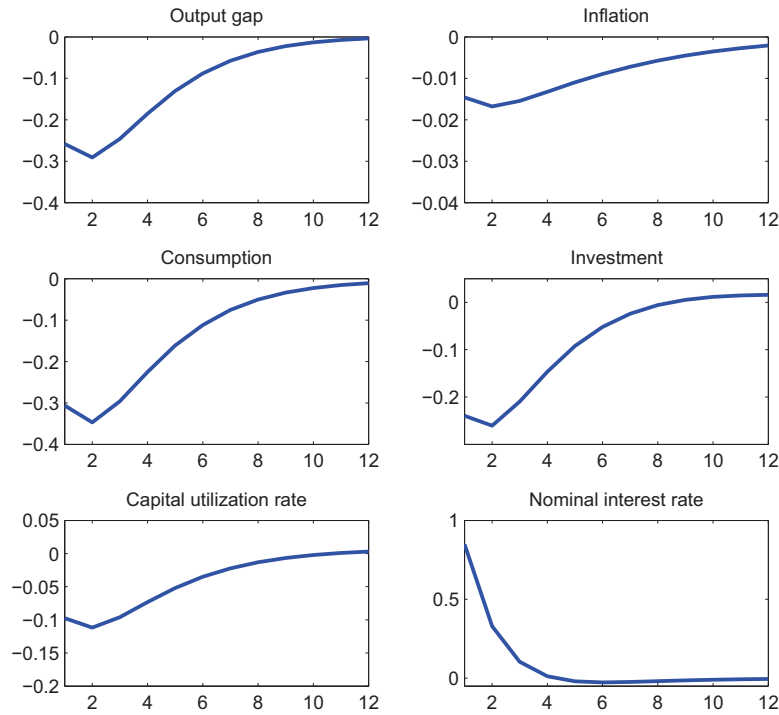 Output gap
0
−0.1
−0.2
−0.3
−0.4
2 4 6 8 10 12
Inflation
0
−0.01
−0.02
−0.03
−0.04
2 4 6 8 10 12
Consumption
0
−0.1
−0.2
−0.3
−0.4
2 4 6 8 10 12
Investment
0
−0.1
−0.2
2 4 6 8 10 12
Capital utilization rate
0.05
0
−0.05
−0.1
−0.15
−0.2
2 4 6 8 10 12
Nominal interest rate
1
0.5
0
2 4 6 8 10 12